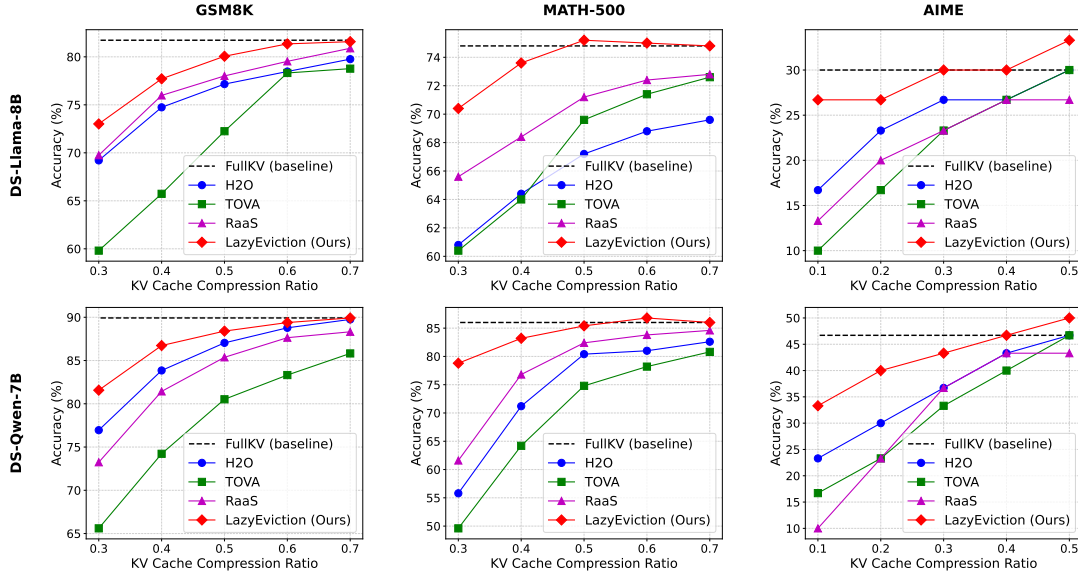 GSM8K
MATH-500
AIME
DS-Llama-8B
Accuracy (%)
80
75
70
65
60
FullKV (baseline)
H2O
TOVA
RaaS
LazyEviction (Ours)
0.3 0.4 0.5 0.6 0.7
KV Cache Compression Ratio
Accuracy (%)
74
72
70
68
66
64
62
60
FullKV (baseline)
H2O
TOVA
RaaS
LazyEviction (Ours)
0.3 0.4 0.5 0.6 0.7
KV Cache Compression Ratio
Accuracy (%)
30
25
20
15
10
FullKV (baseline)
H2O
TOVA
RaaS
LazyEviction (Ours)
0.1 0.2 0.3 0.4 0.5
KV Cache Compression Ratio
DS-Qwen-7B
Accuracy (%)
90
85
80
75
70
65
FullKV (baseline)
H2O
TOVA
RaaS
LazyEviction (Ours)
0.3 0.4 0.5 0.6 0.7
KV Cache Compression Ratio
Accuracy (%)
85
80
75
70
65
60
55
50
FullKV (baseline)
H2O
TOVA
RaaS
LazyEviction (Ours)
0.3 0.4 0.5 0.6 0.7
KV Cache Compression Ratio
Accuracy (%)
50
45
40
35
30
25
20
15
10
FullKV (baseline)
H2O
TOVA
RaaS
LazyEviction (Ours)
0.1 0.2 0.3 0.4 0.5
KV Cache Compression Ratio